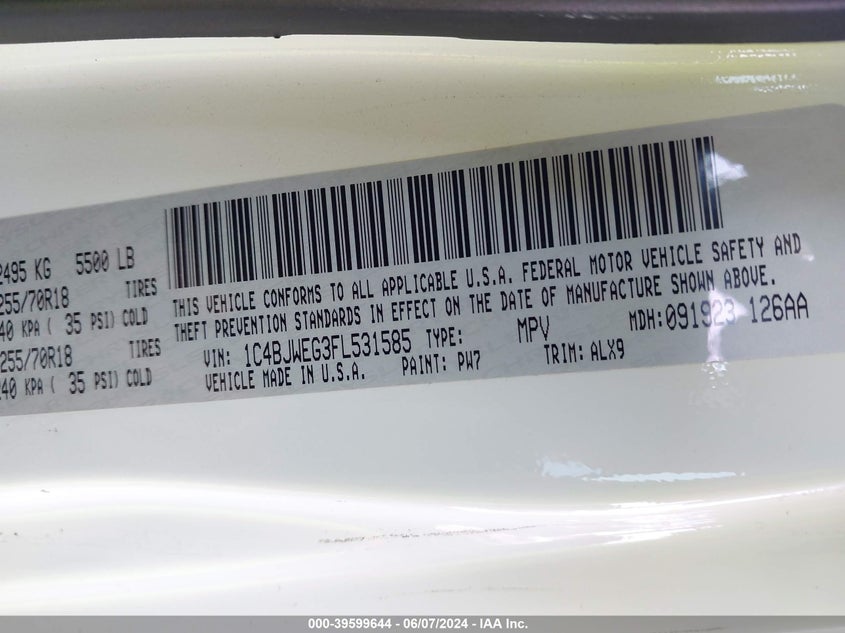 2495 KG 5500 LB
255/70R18 TIRES
240 KPA ( 35 PSI) COLD
255/70R18 TIRES
240 KPA ( 35 PSI) COLD
THIS VEHICLE CONFORMS TO ALL APPLICABLE U.S.A. FEDERAL MOTOR VEHICLE SAFETY AND
THEFT PREVENTION STANDARDS IN EFFECT ON THE DATE OF MANUFACTURE SHOWN ABOVE.
VIN: 1C4BJWEG3FL531585 TYPE: MPV MDH: 091923 126AA
VEHICLE MADE IN U.S.A. PAINT: PW7 TRIM: ALX9
000-39599644 - 06/07/2024 - IAA Inc.